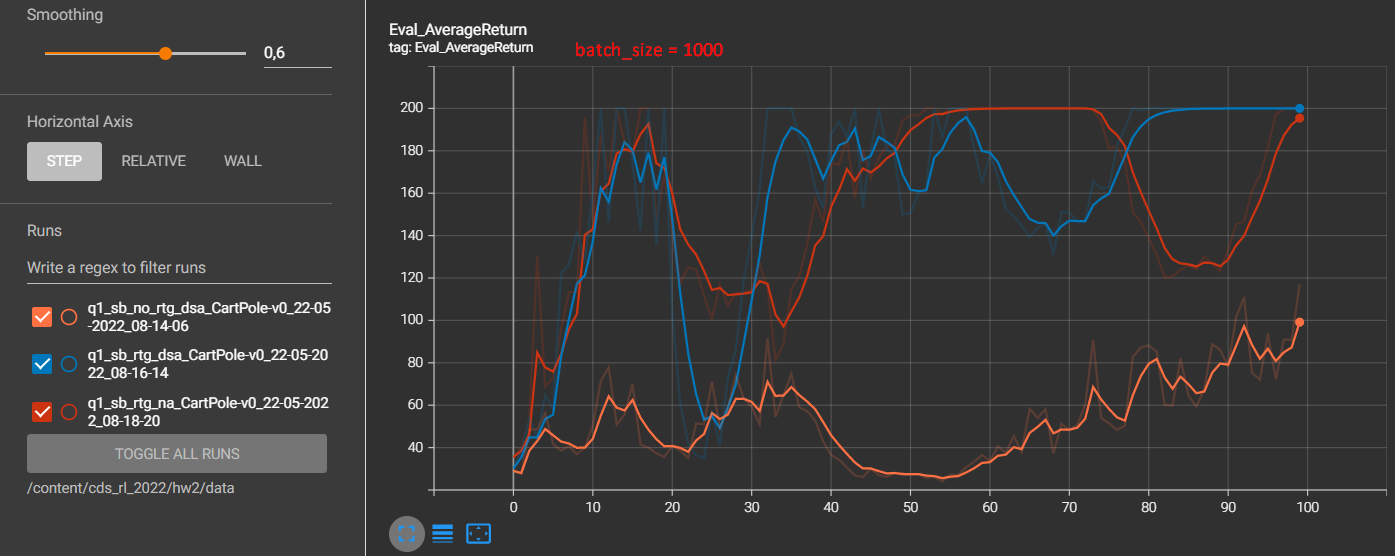 Smoothing
0,6
Horizontal Axis
STEP RELATIVE WALL
Runs
Write a regex to filter runs
q1_sb_no_rtg_dsa_CartPole-v0_22-05
-2022_08-14-06
q1_sb_rtg_dsa_CartPole-v0_22-05-20
22_08-16-14
q1_sb_rtg_na_CartPole-v0_22-05-202
2_08-18-20
TOGGLE ALL RUNS
/content/cds_rl_2022/hw2/data
Eval_AverageReturn
tag: Eval_AverageReturn
batch_size = 1000
200
180
160
140
120
100
80
60
40
0 10 20 30 40 50 60 70 80 90 100